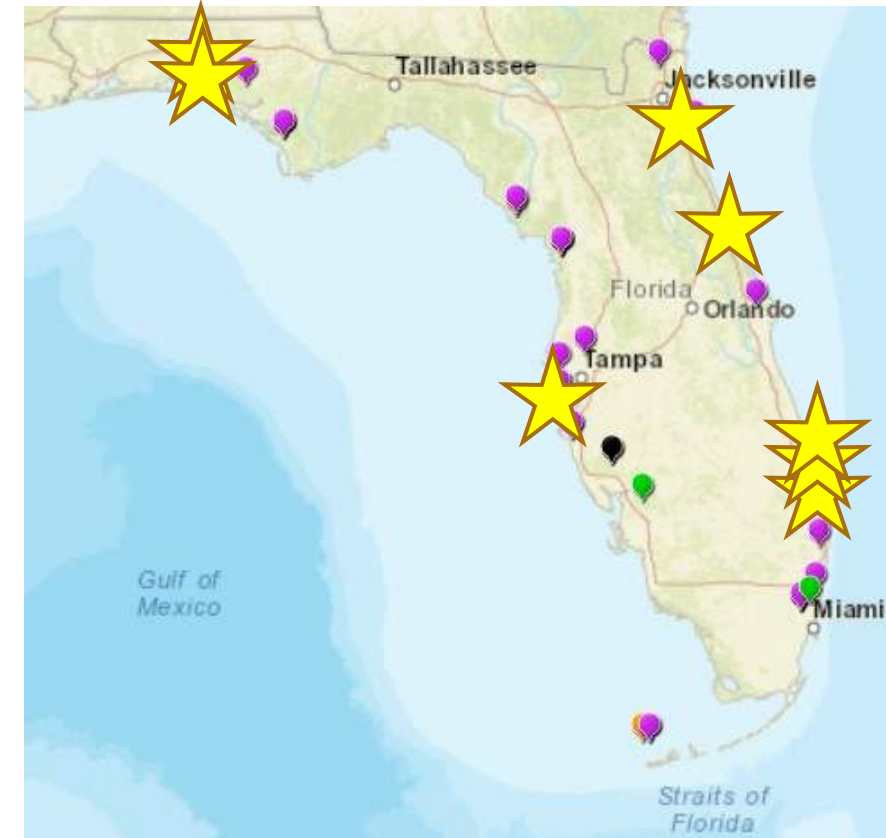 Tallahassee
Jacksonville
Florida
Orlando
Tampa
Gulf of
Mexico
Miami
Straits of
Florida